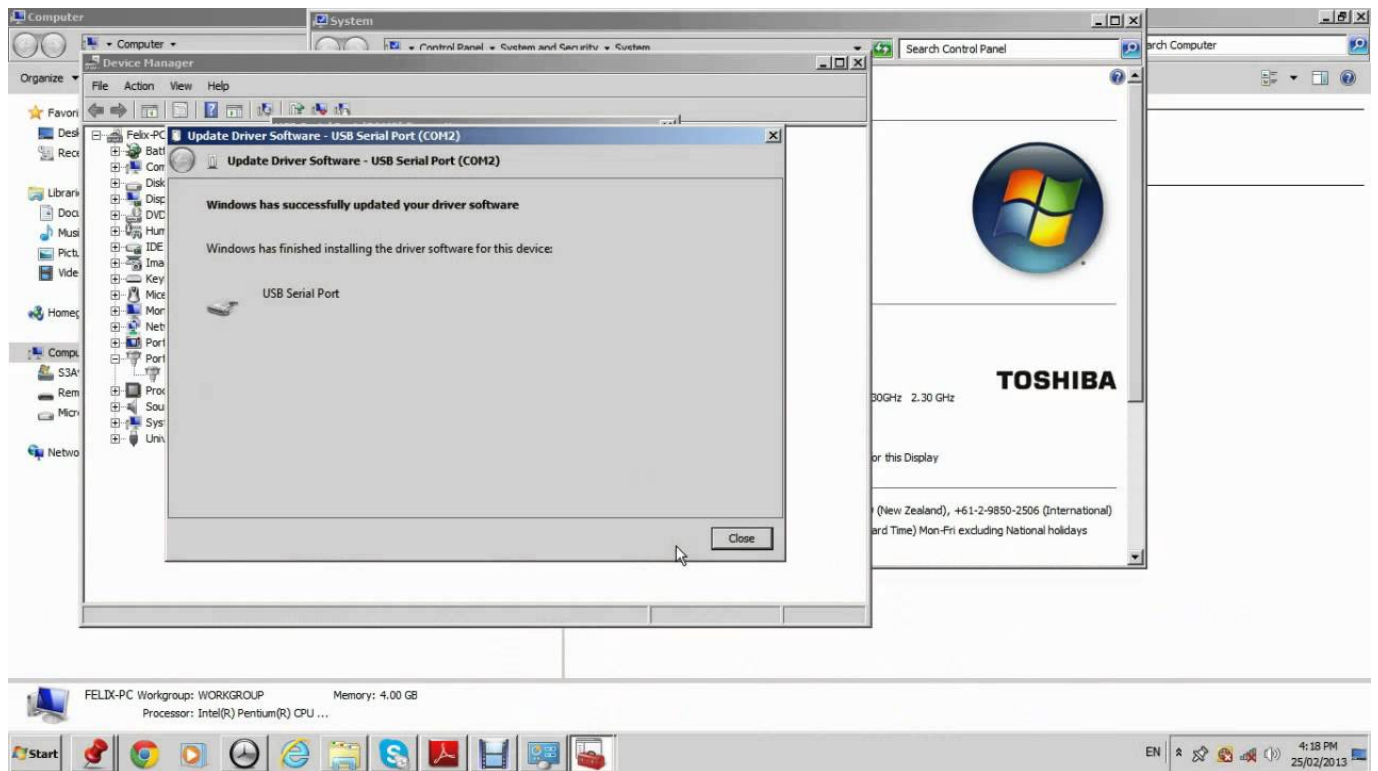 Computer
System
Computer
Control Panel System and Security System
Search Control Panel
arch Computer
Device Manager
Organize
File Action View Help
Favori
Desk
Rece
Librari
Doc
Musi
Pict
Vide
Homeg
Compu
S3A
Rem
Micr
Netwo
Felix-PC
Batt
Com
Disk
Disp
DVD
Hum
IDE
Ima
Key
Mice
Mon
Net
Port
Port
Proc
Sou
Sys
Univ
Update Driver Software - USB Serial Port (COM2)
Update Driver Software - USB Serial Port (COM2)
Windows has successfully updated your driver software
Windows has finished installing the driver software for this device:
USB Serial Port
Close
TOSHIBA
30GHz 2.30 GHz
or this Display
(New Zealand), +61-2-9850-2506 (International)
ard Time) Mon-Fri excluding National holidays
FELIX-PC Workgroup: WORKGROUP Memory: 4.00 GB
Processor: Intel(R) Pentium(R) CPU ...
Start
EN
4:18 PM
25/02/2013